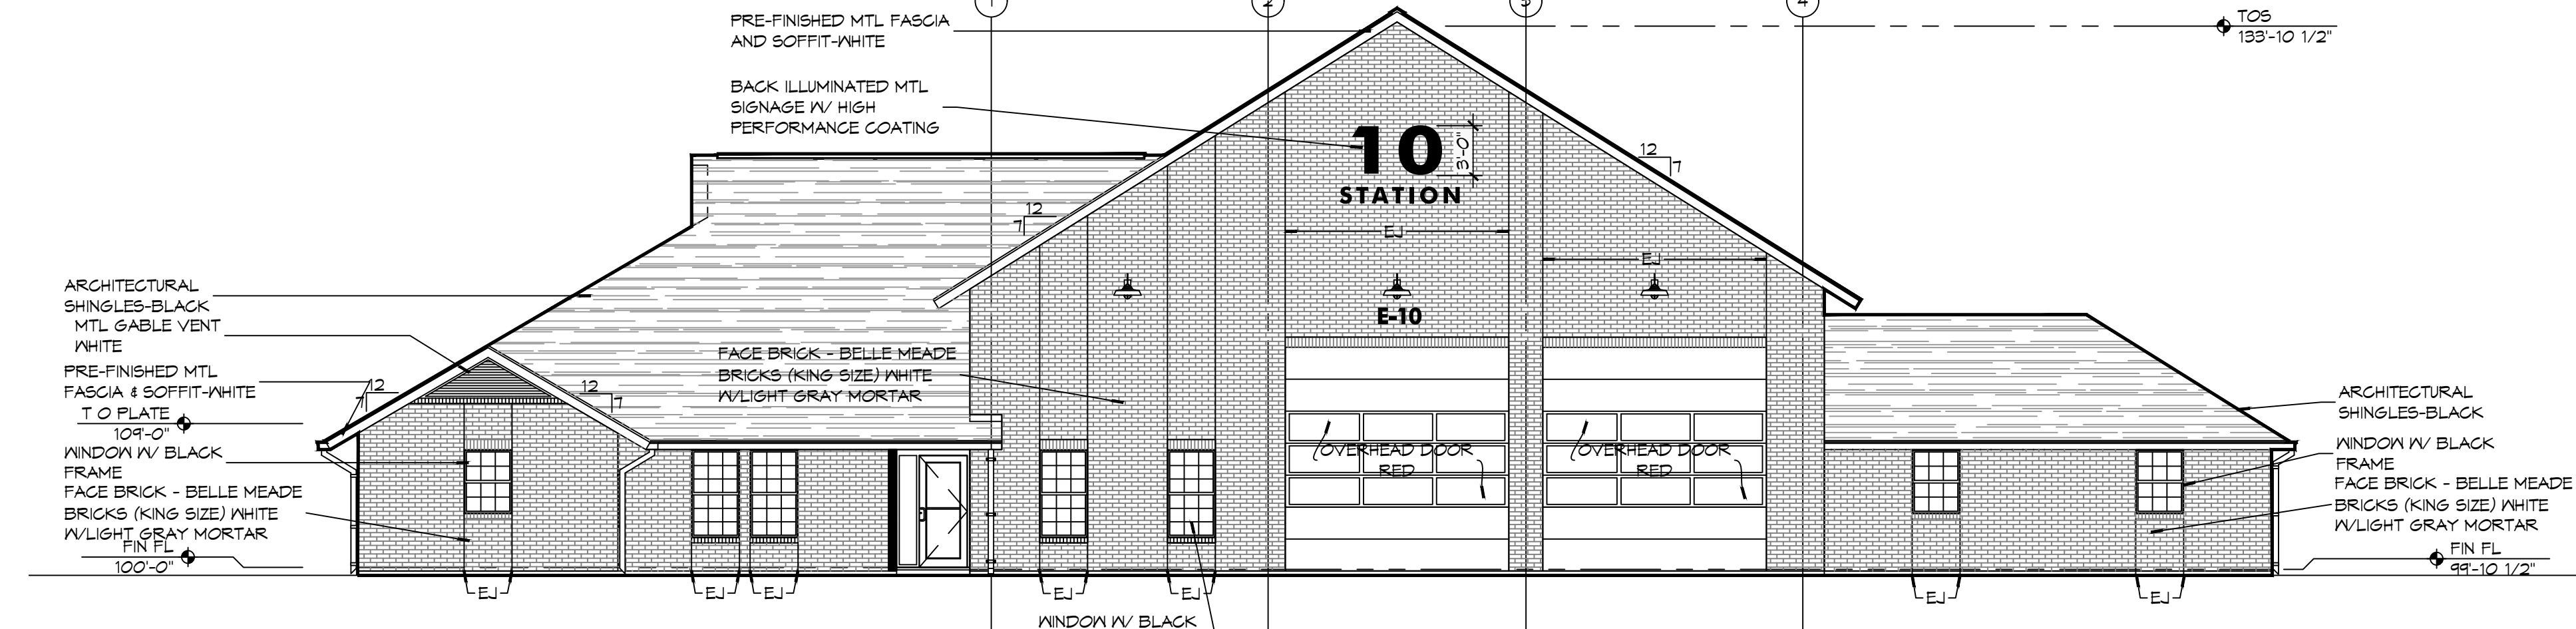 1
2
3
4
PRE-FINISHED MTL FASCIA
AND SOFFIT-WHITE
TOS
133'-10 1/2"
BACK ILLUMINATED MTL
SIGNAGE W/ HIGH
PERFORMANCE COATING
10
3'-0"
STATION
12
7
12
7
EJ
EJ
E-10
ARCHITECTURAL
SHINGLES-BLACK
MTL GABLE VENT
WHITE
PRE-FINISHED MTL
FASCIA & SOFFIT-WHITE
12
7
12
7
T O PLATE
109'-0"
WINDOW W/ BLACK
FRAME
FACE BRICK - BELLE MEADE
BRICKS (KING SIZE) WHITE
W/LIGHT GRAY MORTAR
FIN FL
100'-0"
FACE BRICK - BELLE MEADE
BRICKS (KING SIZE) WHITE
W/LIGHT GRAY MORTAR
OVERHEAD DOOR
RED
OVERHEAD DOOR
RED
ARCHITECTURAL
SHINGLES-BLACK
WINDOW W/ BLACK
FRAME
FACE BRICK - BELLE MEADE
BRICKS (KING SIZE) WHITE
W/LIGHT GRAY MORTAR
FIN FL
99'-10 1/2"
EJ
EJ
EJ
EJ
EJ
EJ
EJ
WINDOW W/ BLACK